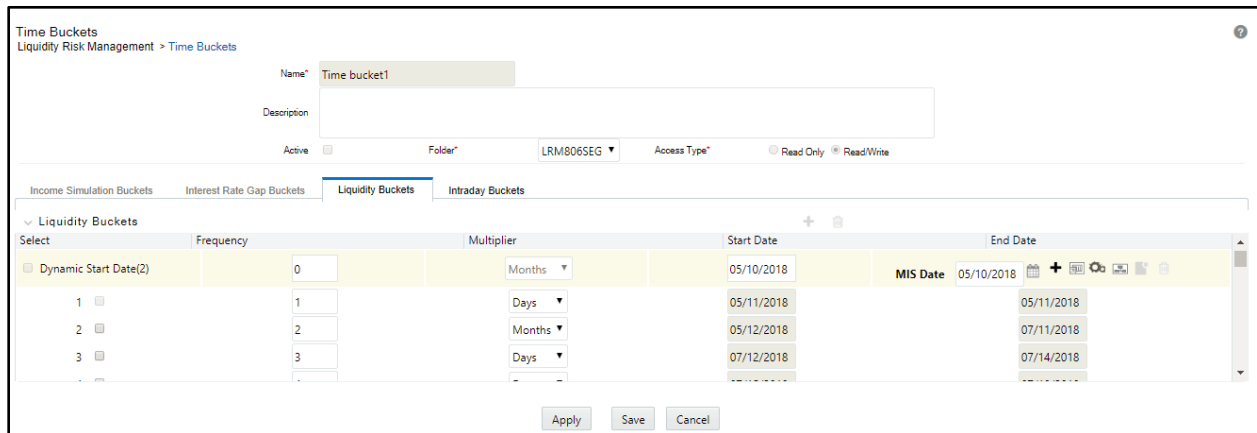 Time Buckets
Liquidity Risk Management > Time Buckets
Name* Time bucket1
Description
Active Folder* LRM806SEG Access Type* Read Only Read/Write
Income Simulation Buckets Interest Rate Gap Buckets Liquidity Buckets Intraday Buckets
Liquidity Buckets
Select Frequency Multiplier Start Date End Date
Dynamic Start Date(2) 0 Months 05/10/2018 MIS Date 05/10/2018
1 1 Days 05/11/2018 05/11/2018
2 2 Months 05/12/2018 07/11/2018
3 3 Days 07/12/2018 07/14/2018
Apply Save Cancel